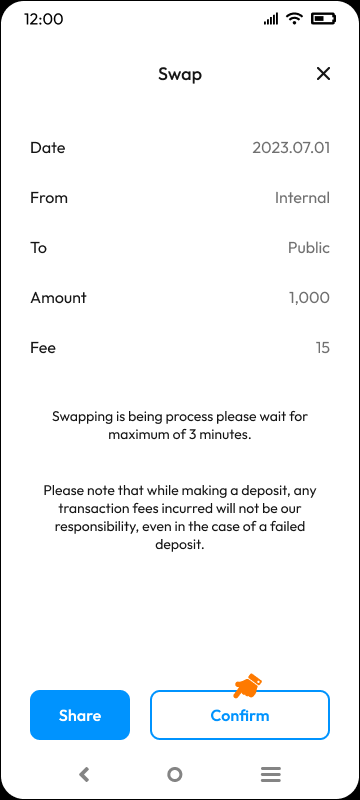 12:00
Swap
Date 2023.07.01
From Internal
To Public
Amount 1,000
Fee 15
Swapping is being process please wait for
maximum of 3 minutes.
Please note that while making a deposit, any
transaction fees incurred will not be our
responsibility, even in the case of a failed
deposit.
Share Confirm